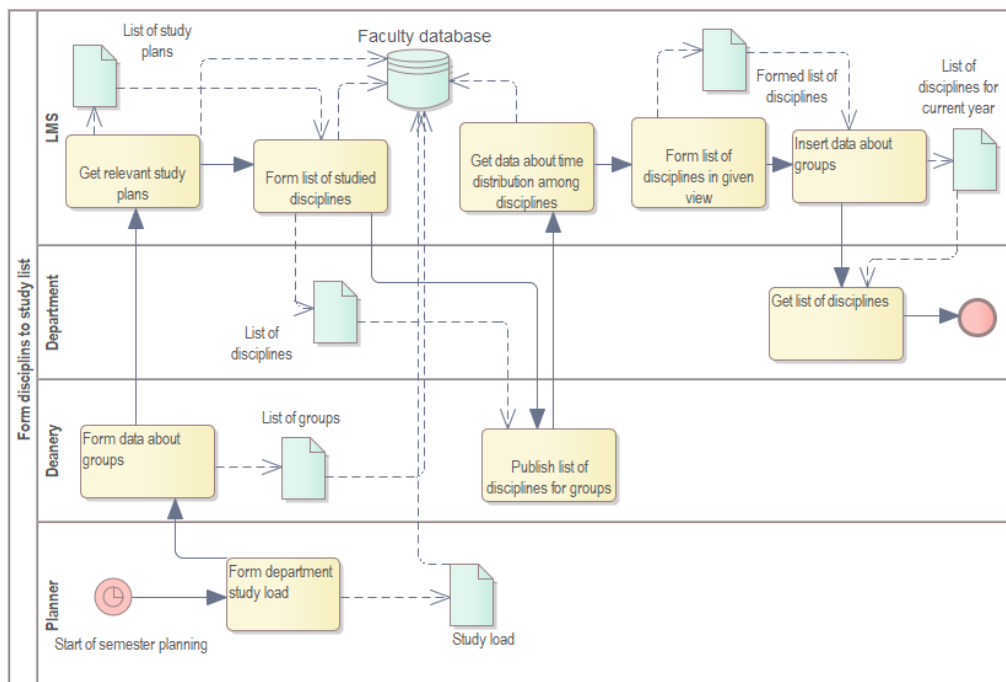 Form disciplins to study list
LMS
List of study
plans
Faculty database
Formed list of
disciplines
List of
disciplines for
current year
Get relevant study
plans
Form list of studied
disciplines
Get data about time
distribution among
disciplines
Form list of
disciplines in given
view
Insert data about
groups
Department
List of
disciplines
Get list of disciplines
Deanery
Form data about
groups
List of groups
Publish list of
disciplines for groups
Planner
Start of semester planning
Form department
study load
Study load